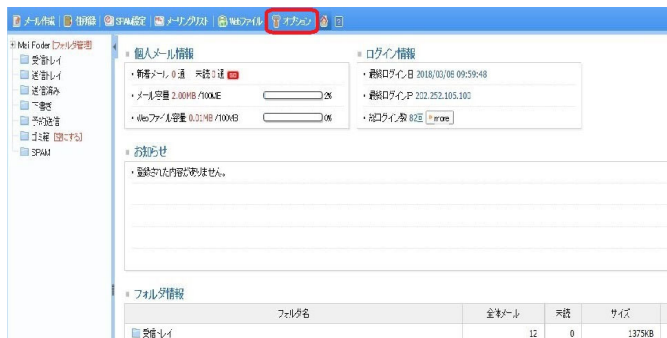 メール作成 | 住所録 | SPAM設定 | メーリングリスト | Webファイル | オプション
Mail Foder [フォルダ管理]
受信トレイ
送信トレイ
送信済み
下書き
予約送信
ゴミ箱 [空にする]
SPAM
個人メール情報
・新着メール 0 通 未読 0 通
・メール容量 2.00MB /100MB 2%
・Webファイル容量 0.00MB /100MB 0%
ログイン情報
・最終ログイン日 2018/03/08 09:59:48
・最終ログインIP 202.252.105.100
・総ログイン数 82回 more
お知らせ
・登録された内容がありません。
フォルダ情報
フォルダ名 全体メール 未読 サイズ
受信トレイ 12 0 1375KB